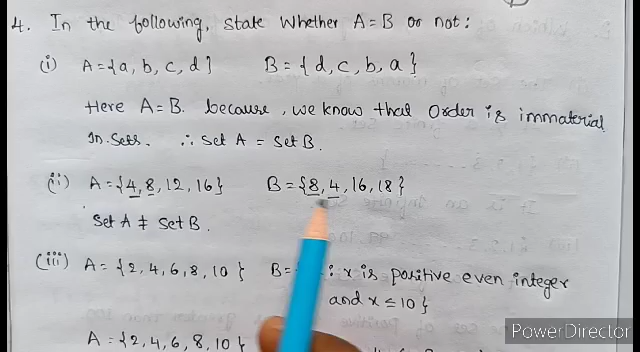 4. In the following, state whether A = B or not :
(i) A = {a, b, c, d} B = {d, c, b, a}
Here A = B. because, we know that order is immaterial
In sets. ∴ set A = set B.
(ii) A = {4, 8, 12, 16} B = {8, 4, 16, 18}
Set A ≠ Set B.
(iii) A = {2, 4, 6, 8, 10} B = : x is positive even integer
and x ≤ 10}
A = {2, 4, 6, 8, 10}
PowerDirector